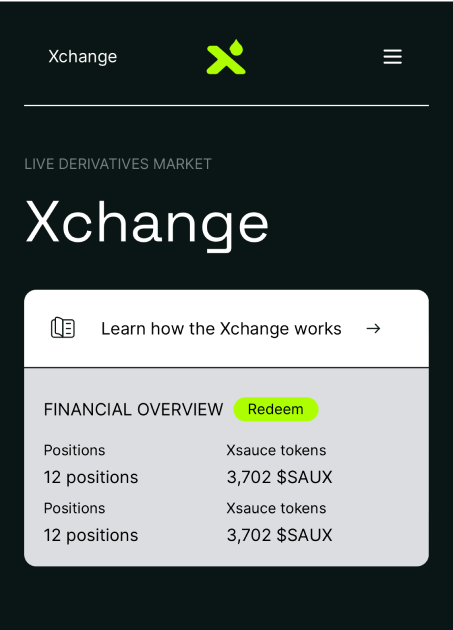 Xchange
LIVE DERIVATIVES MARKET
Xchange
Learn how the Xchange works
FINANCIAL OVERVIEW Redeem
Positions Xsauce tokens
12 positions 3,702 $SAUX
Positions Xsauce tokens
12 positions 3,702 $SAUX